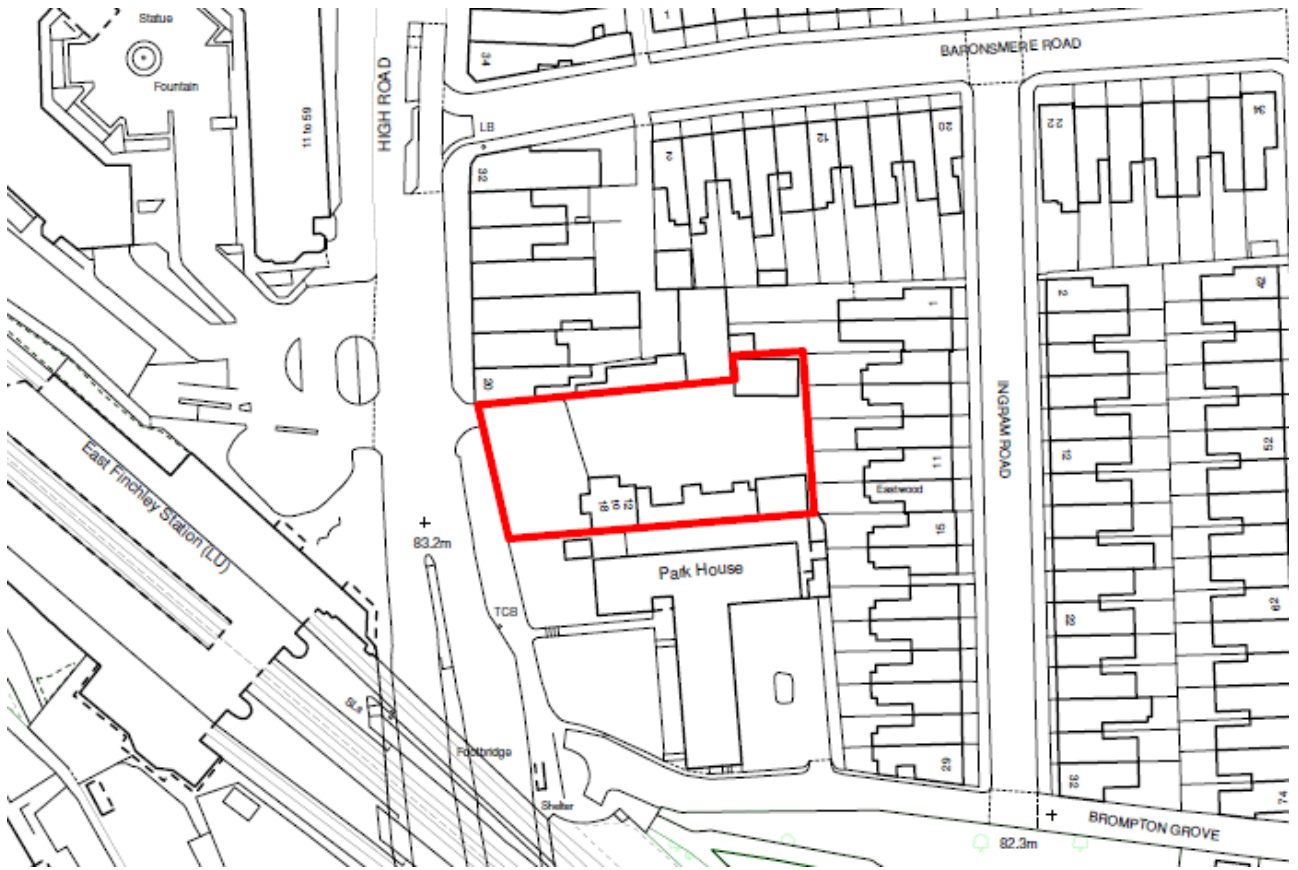 Statue
Fountain
11 to 59
HIGH ROAD
34
1
BARONSMERE ROAD
LB
32
2
12
20
22
34
30
1
2
42
East Finchley Station (LU)
INGRAM ROAD
11
Eastwood
12
52
18
16
12
83.2m
15
Park House
TCB
22
62
SLs
Footbridge
Shelter
29
32
74
BROMPTON GROVE
82.3m